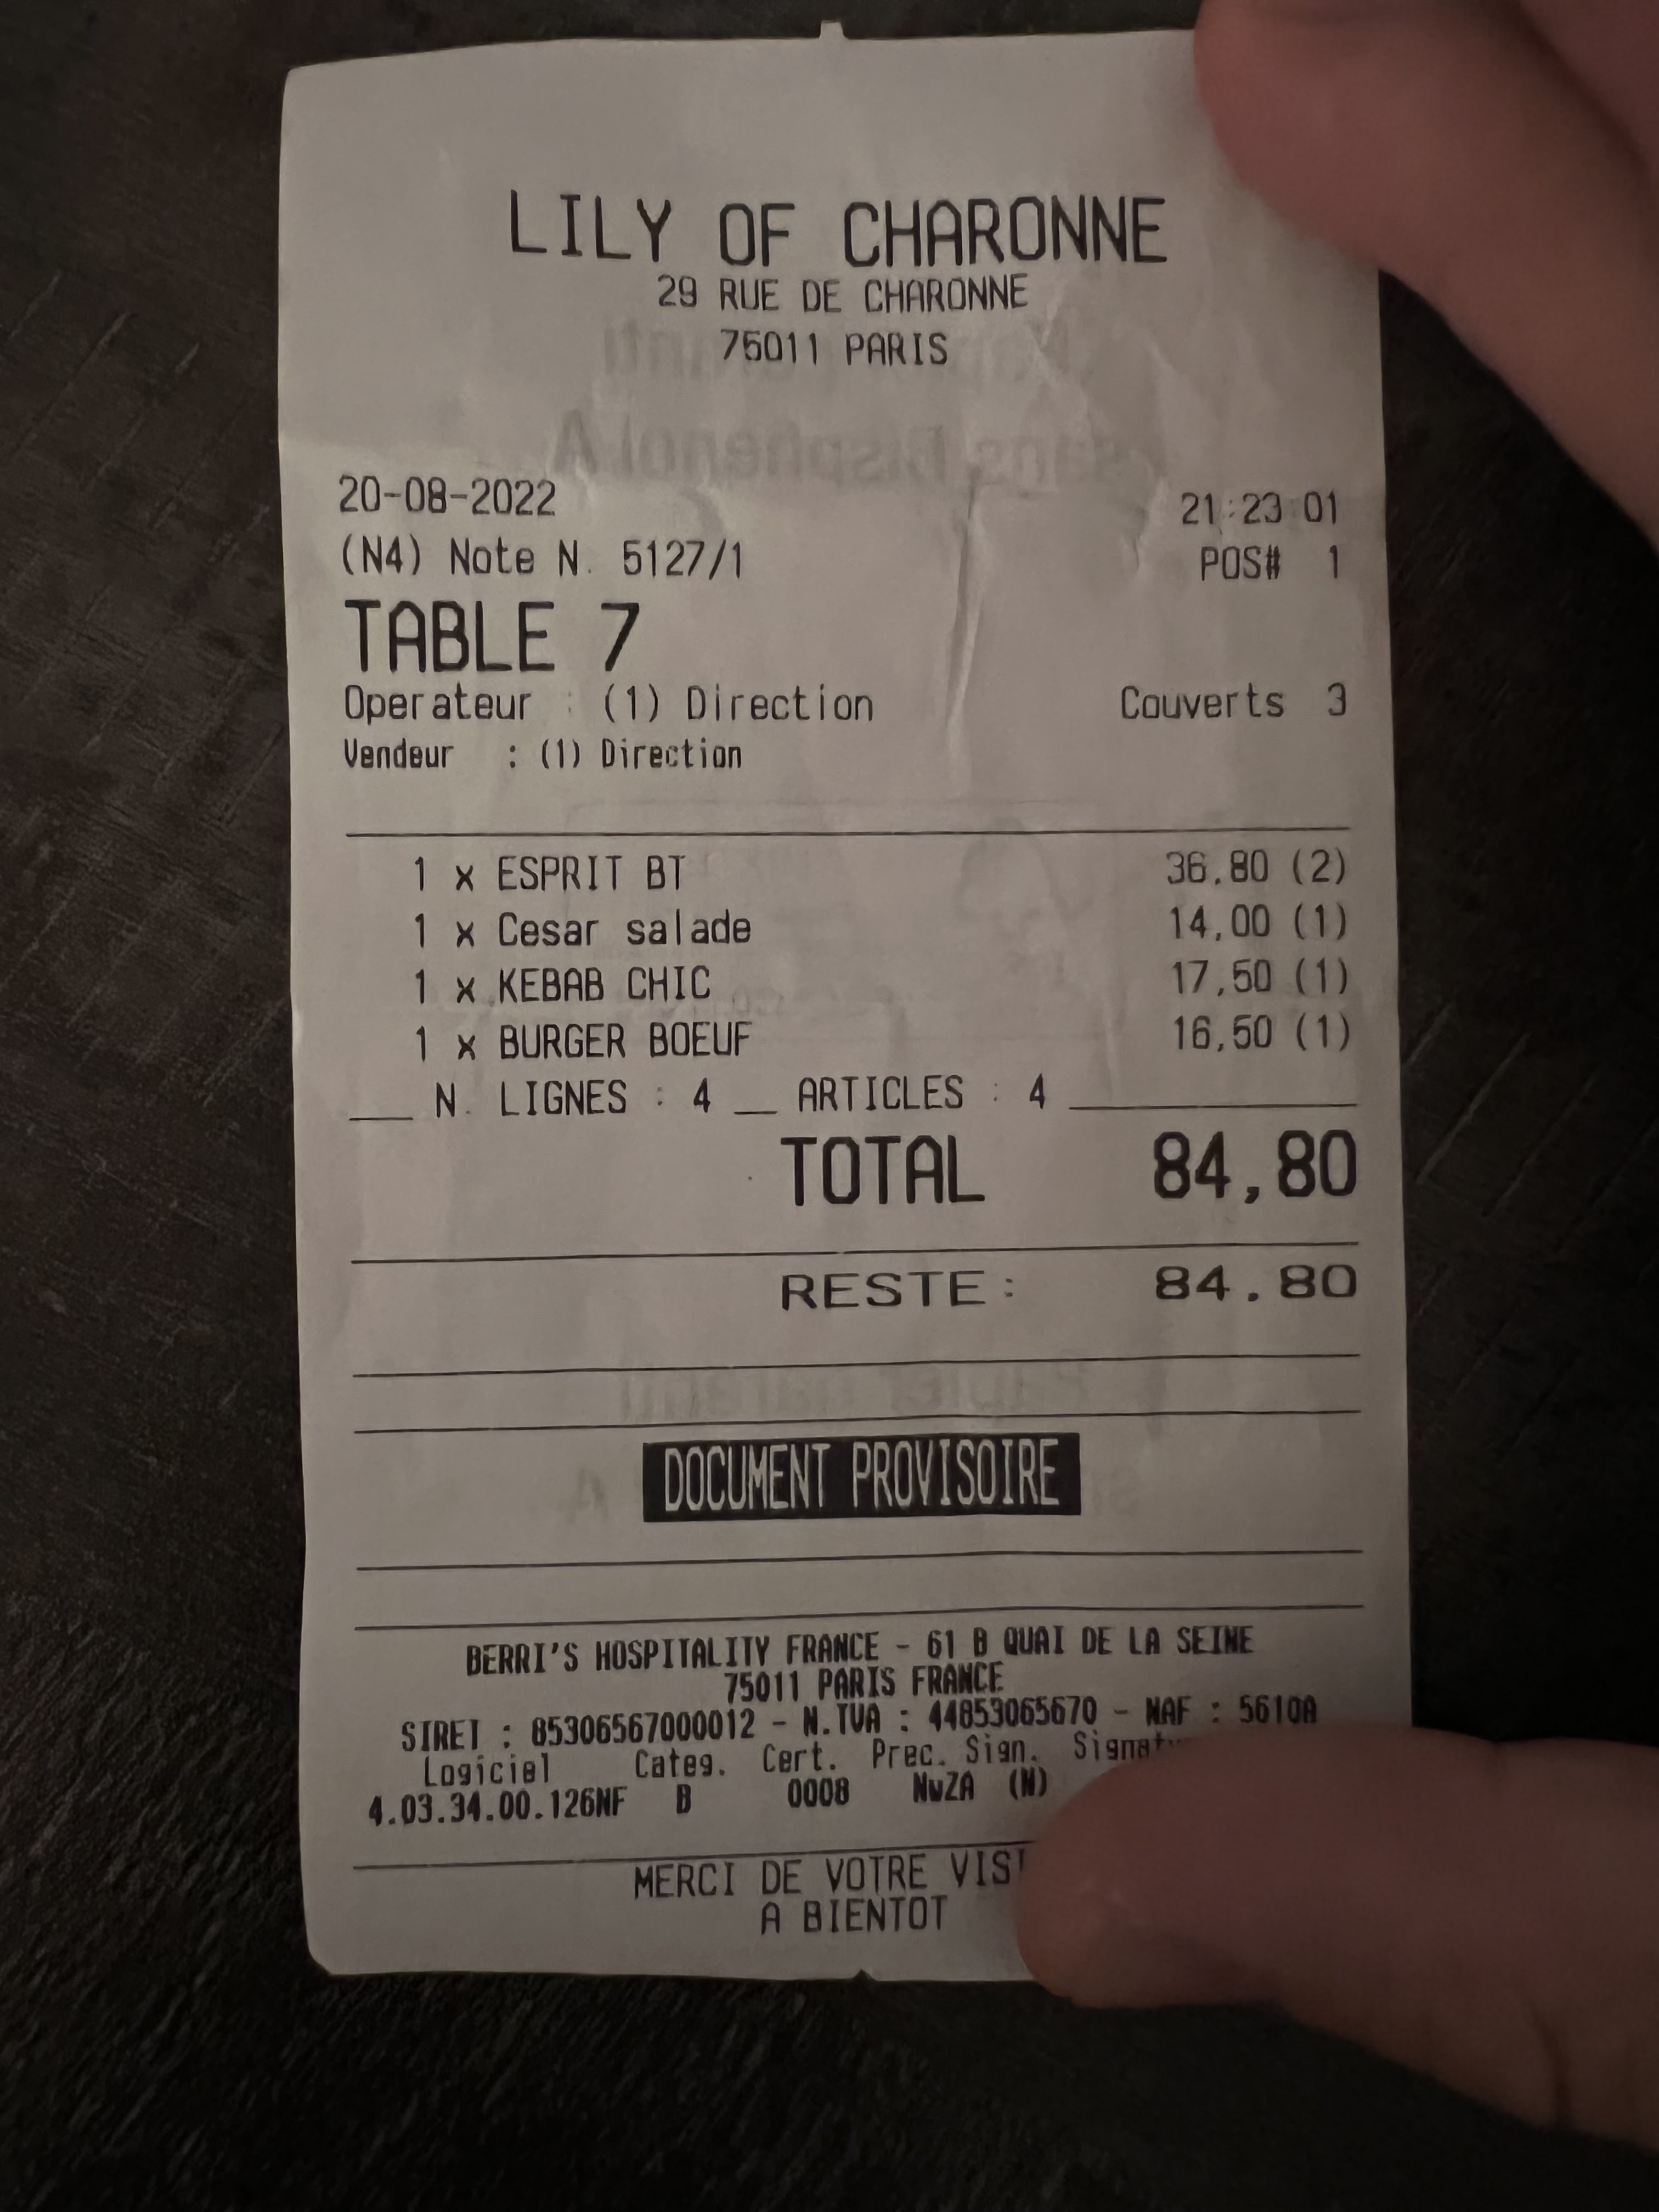 LILY OF CHARONNE
29 RUE DE CHARONNE
75011 PARIS
20-08-2022 21:23:01
(N4) Note N. 5127/1 POS# 1
TABLE 7
Operateur : (1) Direction Couverts 3
Vendeur : (1) Direction
1 x ESPRIT BT 36,80 (2)
1 x Cesar salade 14,00 (1)
1 x KEBAB CHIC 17,50 (1)
1 x BURGER BOEUF 16,50 (1)
N. LIGNES : 4 ARTICLES : 4
TOTAL 84,80
RESTE: 84.80
DOCUMENT PROVISOIRE
BERRI'S HOSPITALITY FRANCE - 61 B QUAI DE LA SEINE
75011 PARIS FRANCE
SIRET : 85306567000012 - N.TVA : 44853065670 - NAF : 5610A
Logiciel Categ. Cert. Prec. Sign.
4.03.34.00.126NF B 0008 NwZA (N)
MERCI DE VOTRE
A BIENTOT